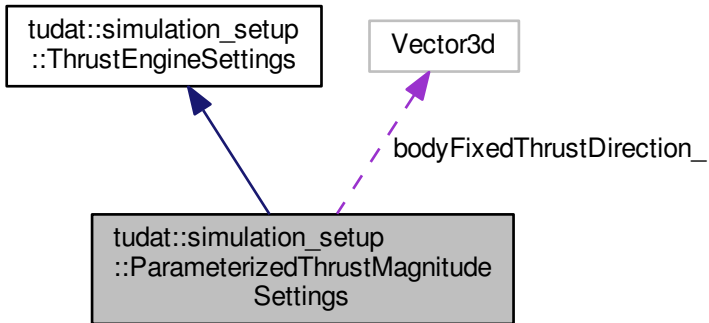 tudat::simulation_setup
::ThrustEngineSettings
Vector3d
bodyFixedThrustDirection_
tudat::simulation_setup
::ParameterizedThrustMagnitude
Settings